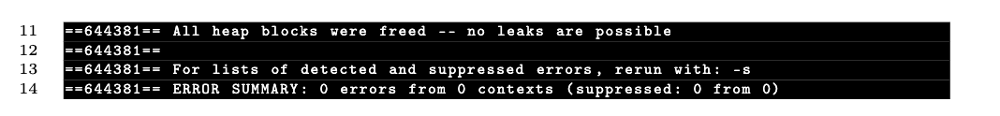 11 ==644381== All heap blocks were freed -- no leaks are possible
12 ==644381==
13 ==644381== For lists of detected and suppressed errors, rerun with: -s
14 ==644381== ERROR SUMMARY: 0 errors from 0 contexts (suppressed: 0 from 0)